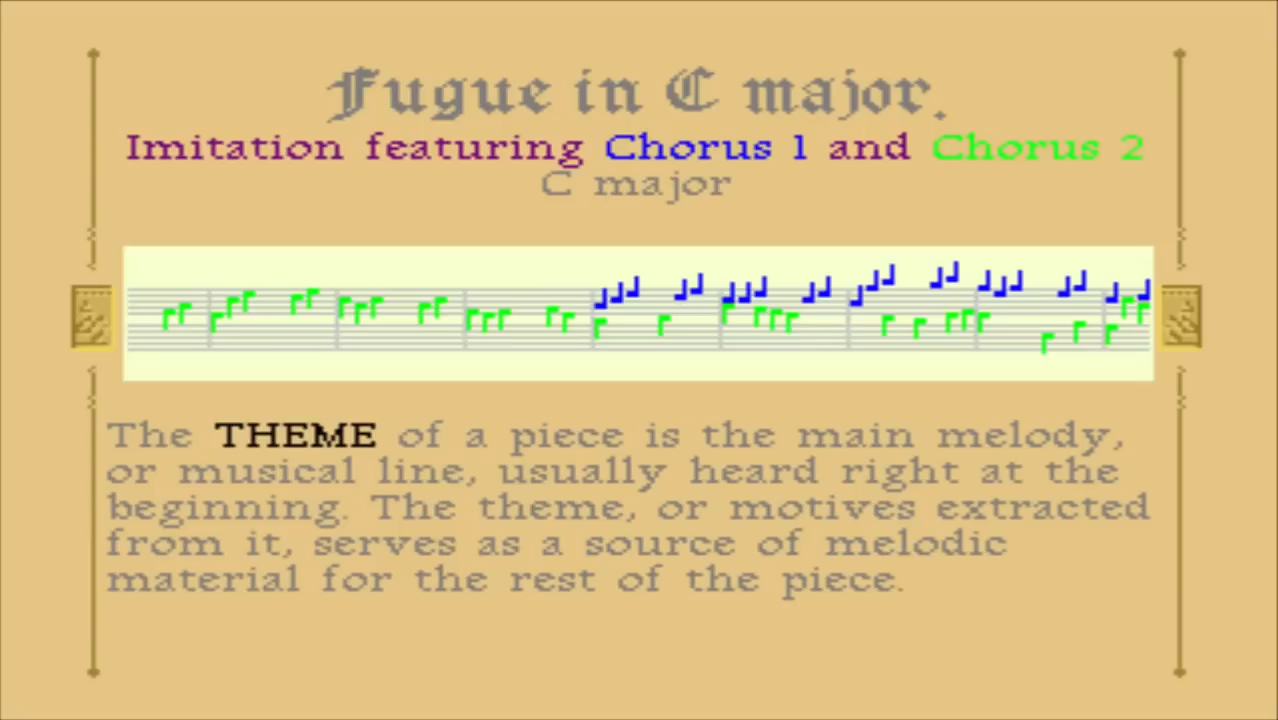 Fugue in C major.
Imitation featuring Chorus 1 and Chorus 2
C major
The THEME of a piece is the main melody,
or musical line, usually heard right at the
beginning. The theme, or motives extracted
from it, serves as a source of melodic
material for the rest of the piece.